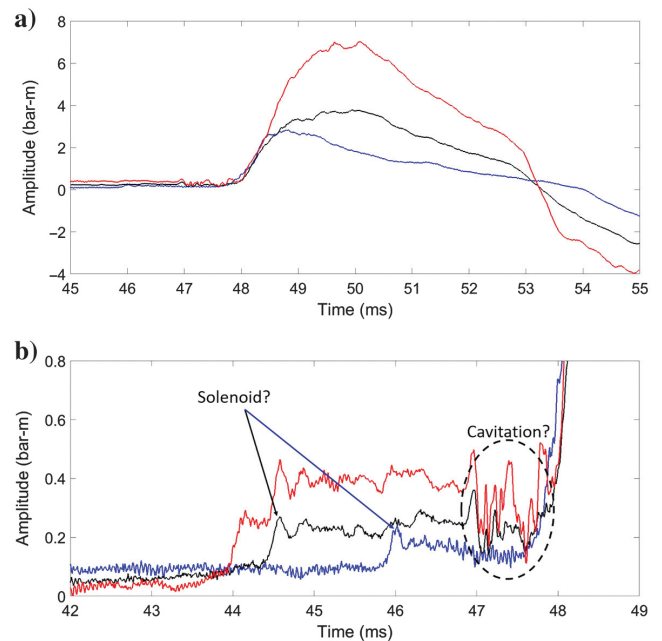 a)
8
6
4
2
0
-2
-4
Amplitude (bar-m)
45 46 47 48 49 50 51 52 53 54 55
Time (ms)
b)
0.8
0.6
0.4
0.2
0
Amplitude (bar-m)
Solenoid?
Cavitation?
42 43 44 45 46 47 48 49
Time (ms)